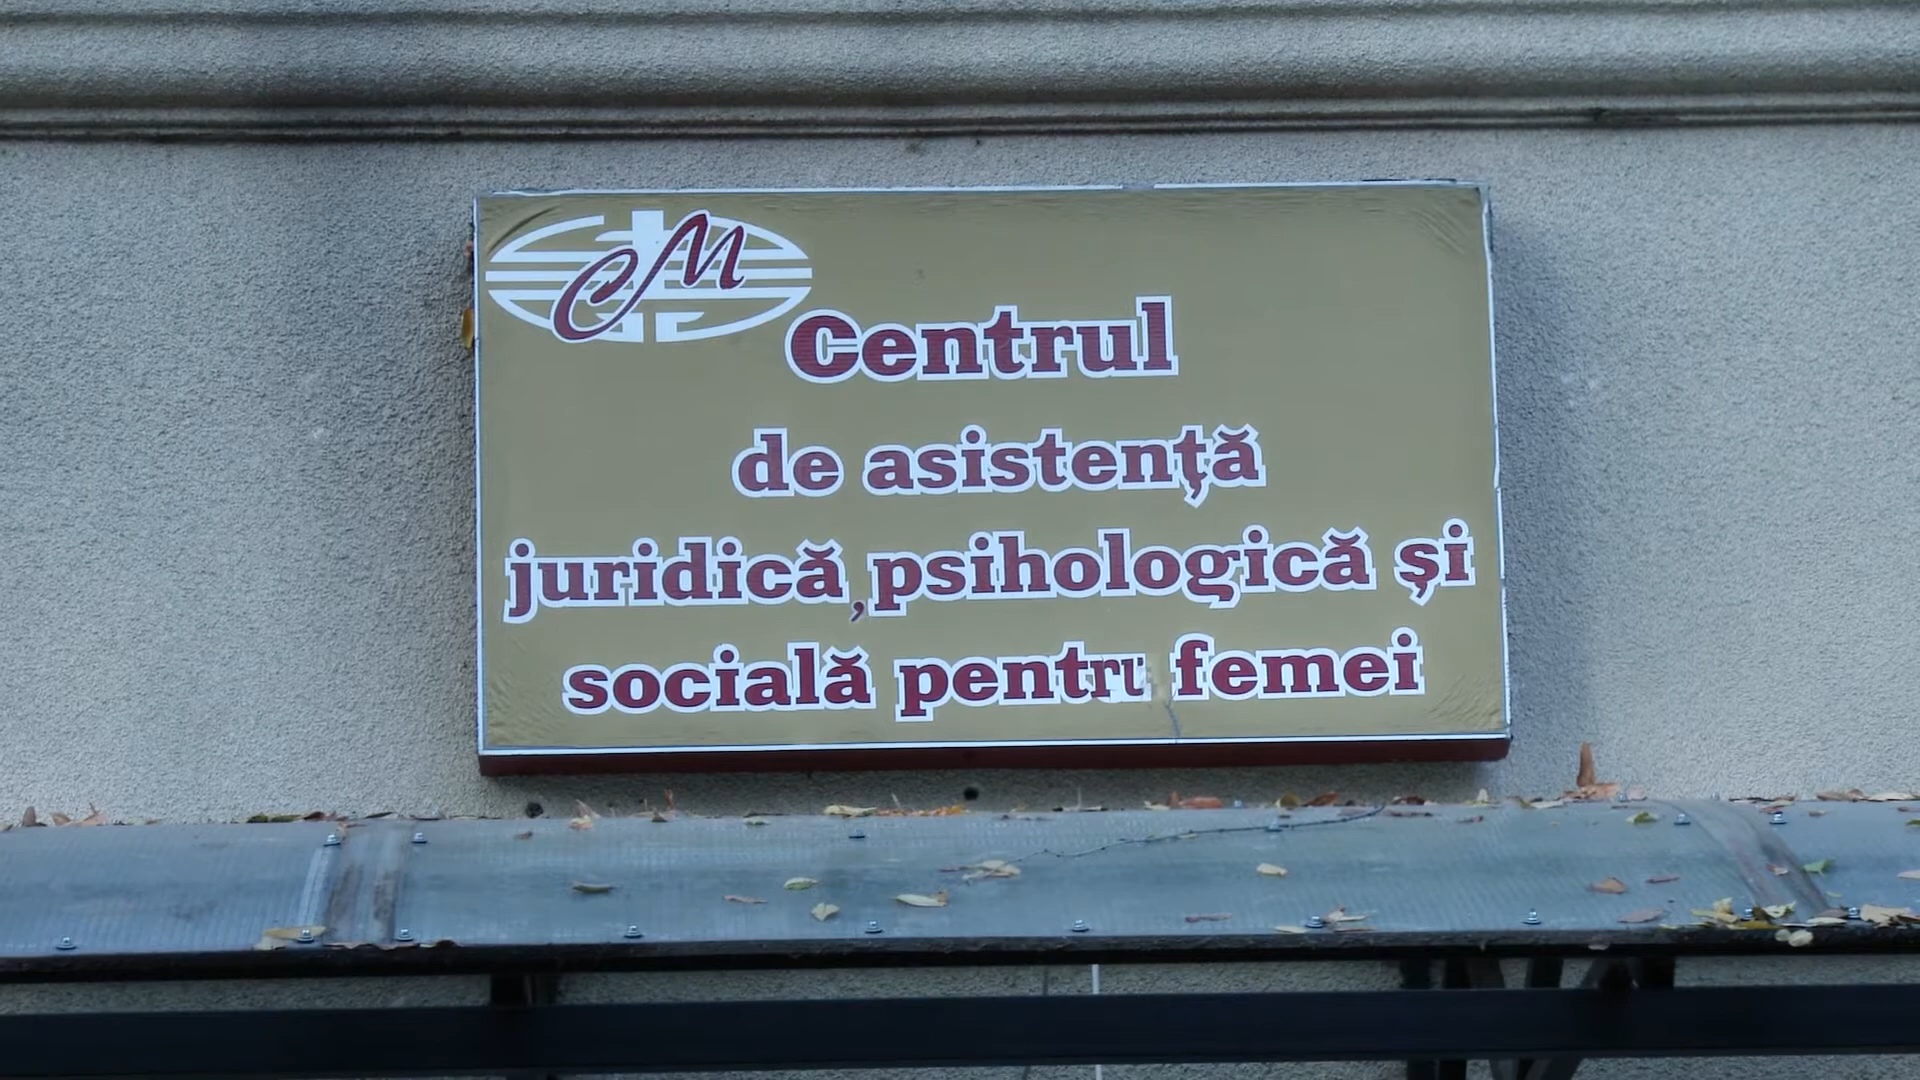 CM
Centrul
de asistență
juridică, psihologică și
socială pentru femei